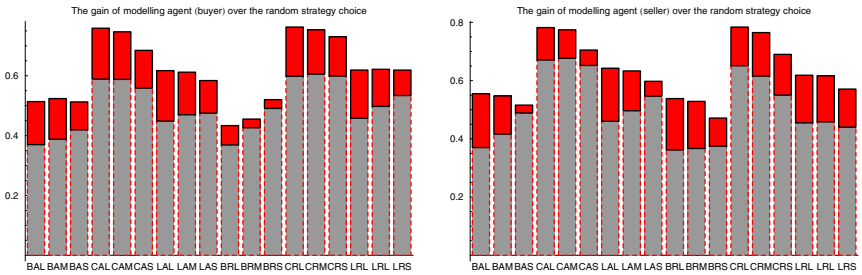 The gain of modelling agent (buyer) over the random strategy choice
0.6
0.4
0.2
BAL BAM BAS CAL CAM CAS LAL LAM LAS BRL BRM BRS CRL CRM CRS LRL LRL LRS
The gain of modelling agent (seller) over the random strategy choice
0.8
0.6
0.4
0.2
BAL BAM BAS CAL CAM CAS LAL LAM LAS BRL BRM BRS CRL CRM CRS LRL LRL LRS